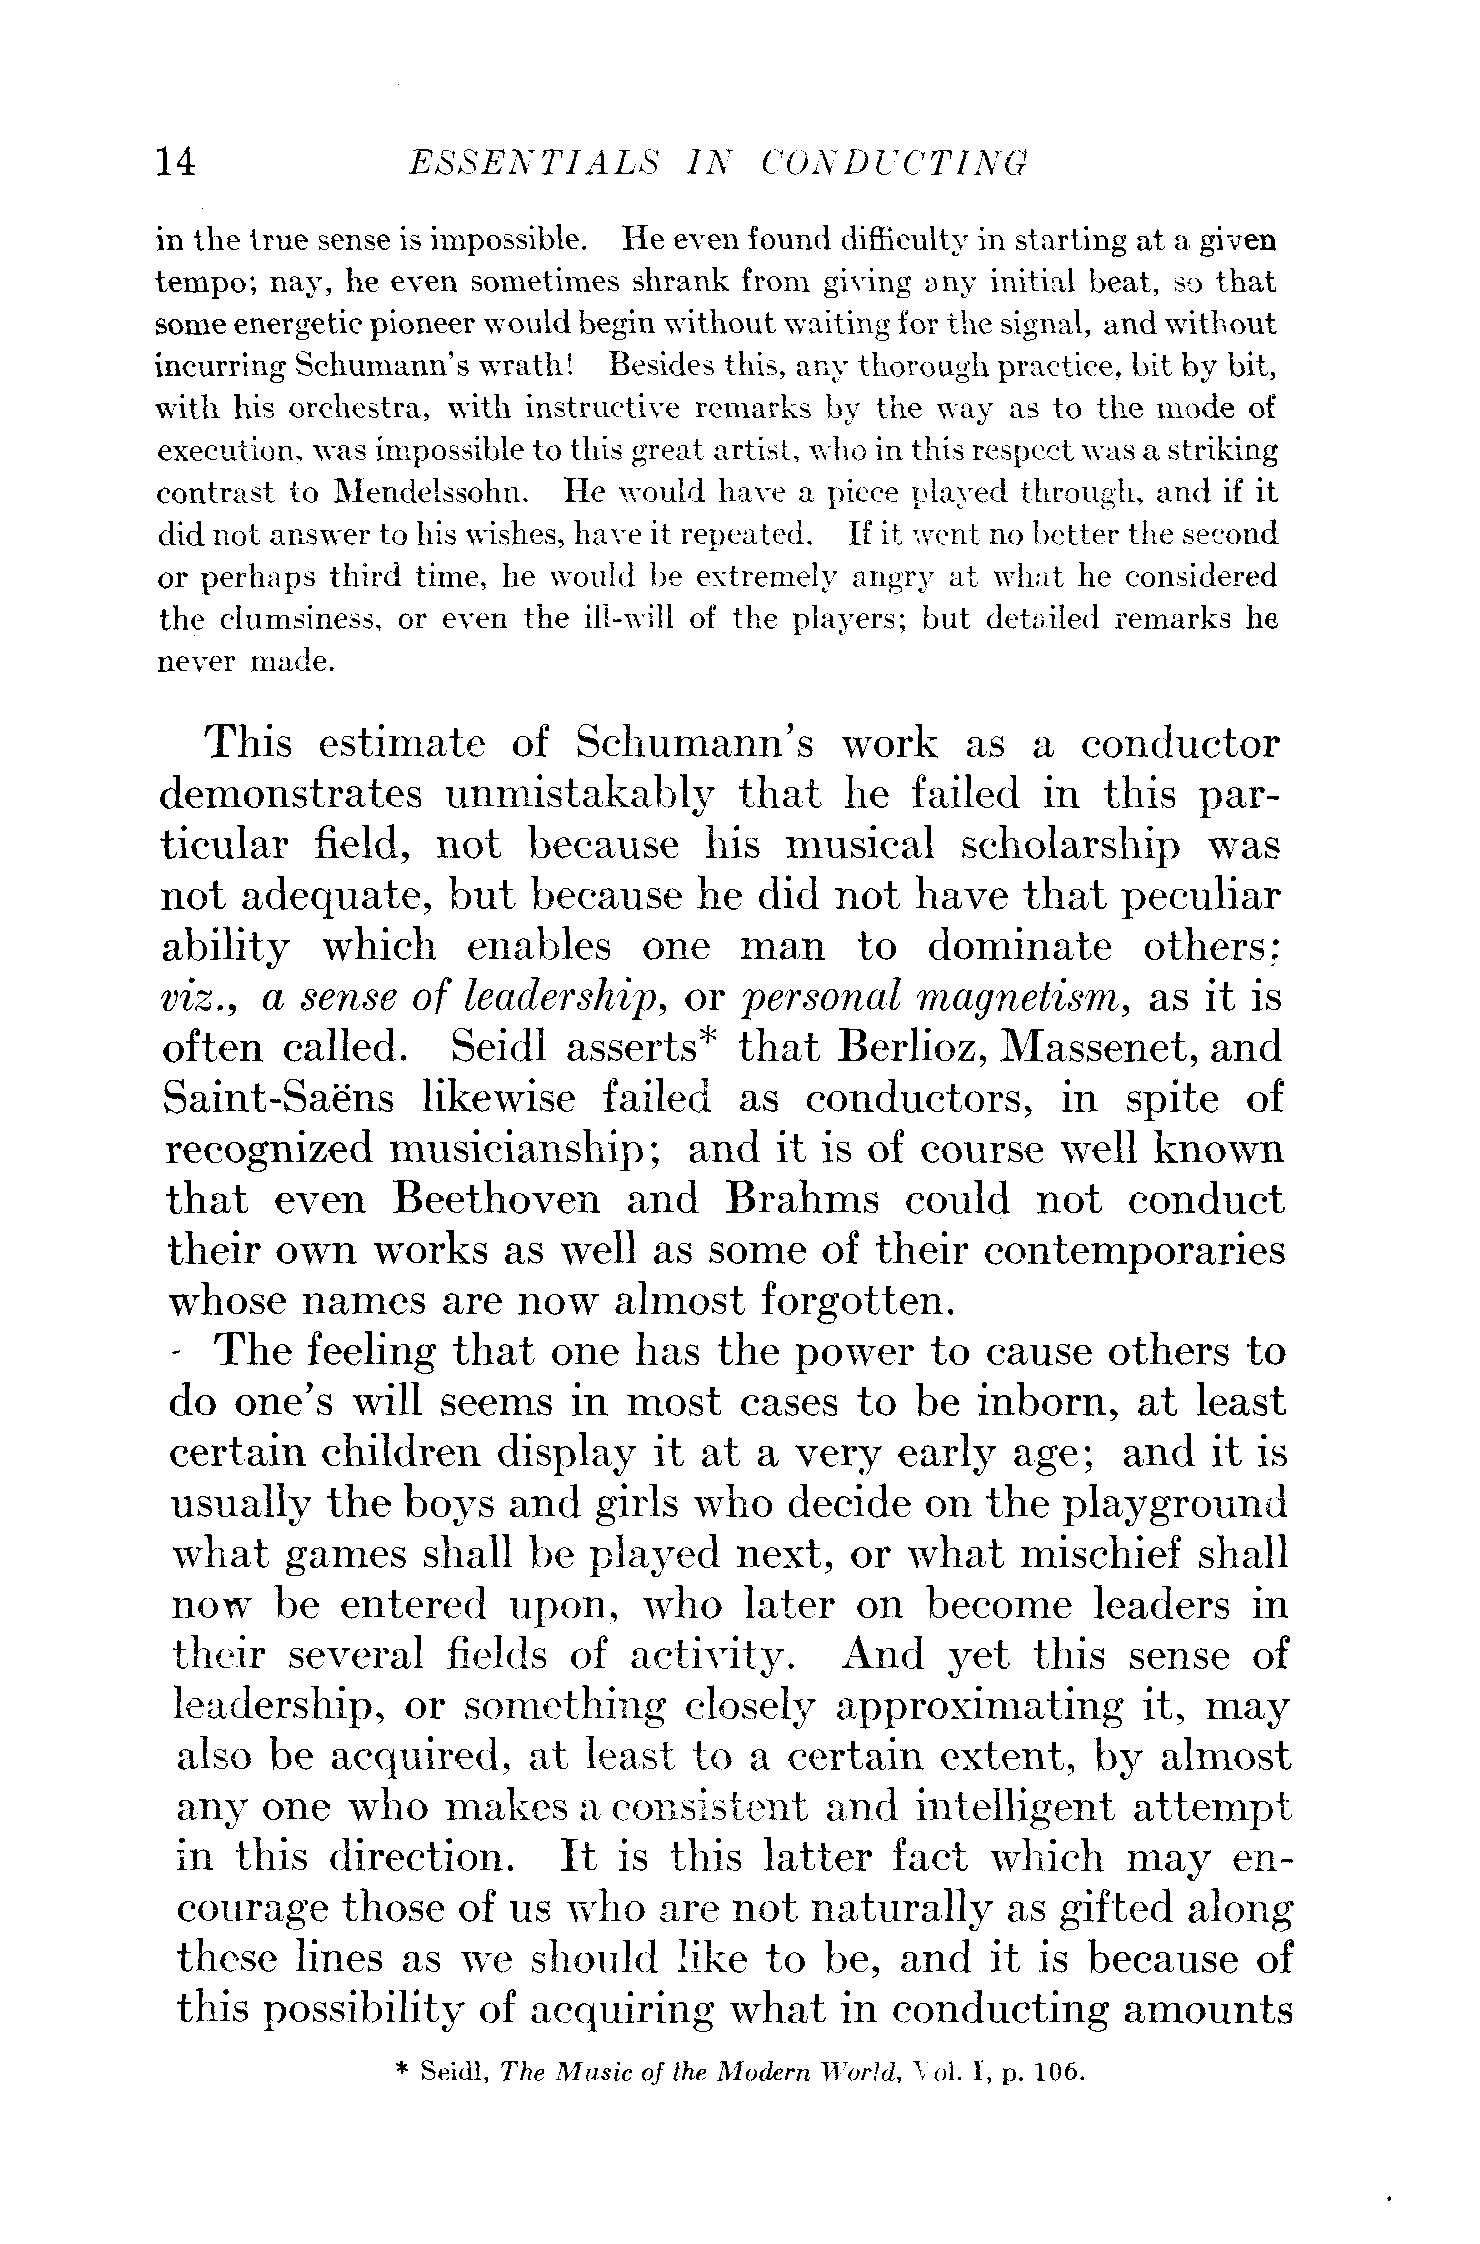 14 ESSENTIALS IN CONDUCTING
in the true sense is impossible. He even found difficulty in starting at a given
tempo; nay, he even sometimes shrank from giving any initial beat, so that
some energetic pioneer would begin without waiting for the signal, and without
incurring Schumann's wrath! Besides this, any thorough practice, bit by bit,
with his orchestra, with instructive remarks by the way as to the mode of
execution, was impossible to this great artist, who in this respect was a striking
contrast to Mendelssohn. He would have a piece played through, and if it
did not answer to his wishes, have it repeated. If it went no better the second
or perhaps third time, he would be extremely angry at what he considered
the clumsiness, or even the ill-will of the players; but detailed remarks he
never made.
This estimate of Schumann's work as a conductor
demonstrates unmistakably that he failed in this par-
ticular field, not because his musical scholarship was
not adequate, but because he did not have that peculiar
ability which enables one man to dominate others;
viz., a sense of leadership, or personal magnetism, as it is
often called. Seidl asserts* that Berlioz, Massenet, and
Saint-Saëns likewise failed as conductors, in spite of
recognized musicianship; and it is of course well known
that even Beethoven and Brahms could not conduct
their own works as well as some of their contemporaries
whose names are now almost forgotten.
The feeling that one has the power to cause others to
do one's will seems in most cases to be inborn, at least
certain children display it at a very early age; and it is
usually the boys and girls who decide on the playground
what games shall be played next, or what mischief shall
now be entered upon, who later on become leaders in
their several fields of activity. And yet this sense of
leadership, or something closely approximating it, may
also be acquired, at least to a certain extent, by almost
any one who makes a consistent and intelligent attempt
in this direction. It is this latter fact which may en-
courage those of us who are not naturally as gifted along
these lines as we should like to be, and it is because of
this possibility of acquiring what in conducting amounts
* Seidl, The Music of the Modern World, Vol. I, p. 106.